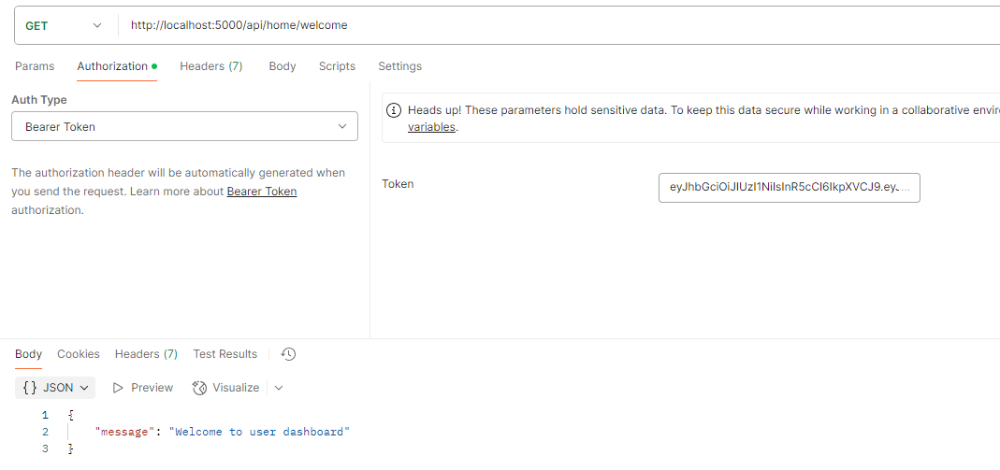 GET http://localhost:5000/api/home/welcome
Params Authorization Headers (7) Body Scripts Settings
Auth Type
Bearer Token
The authorization header will be automatically generated when
you send the request. Learn more about Bearer Token
authorization.
Heads up! These parameters hold sensitive data. To keep this data secure while working in a collaborative
variables.
Token eyJhbGciOiJIUzI1NiIsInR5cCI6IkpXVCJ9.eyJ...
Body Cookies Headers (7) Test Results
{} JSON Preview Visualize
1 {
2 "message": "Welcome to user dashboard"
3 }